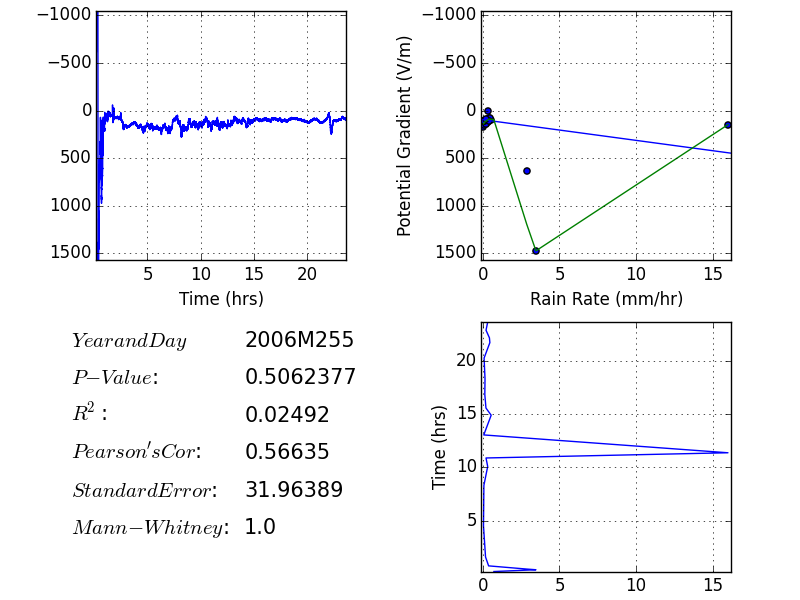 −1000
−500
0
500
1000
1500
5 10 15 20
Time (hrs)
Potential Gradient (V/m)
−1000
−500
0
500
1000
1500
0 5 10 15
Rain Rate (mm/hr)
YearandDay 2006M255
P−Value: 0.5062377
R²: 0.02492
Pearson′sCor: 0.56635
StandardError: 31.96389
Mann−Whitney: 1.0
Time (hrs)
20
15
10
5
0 5 10 15